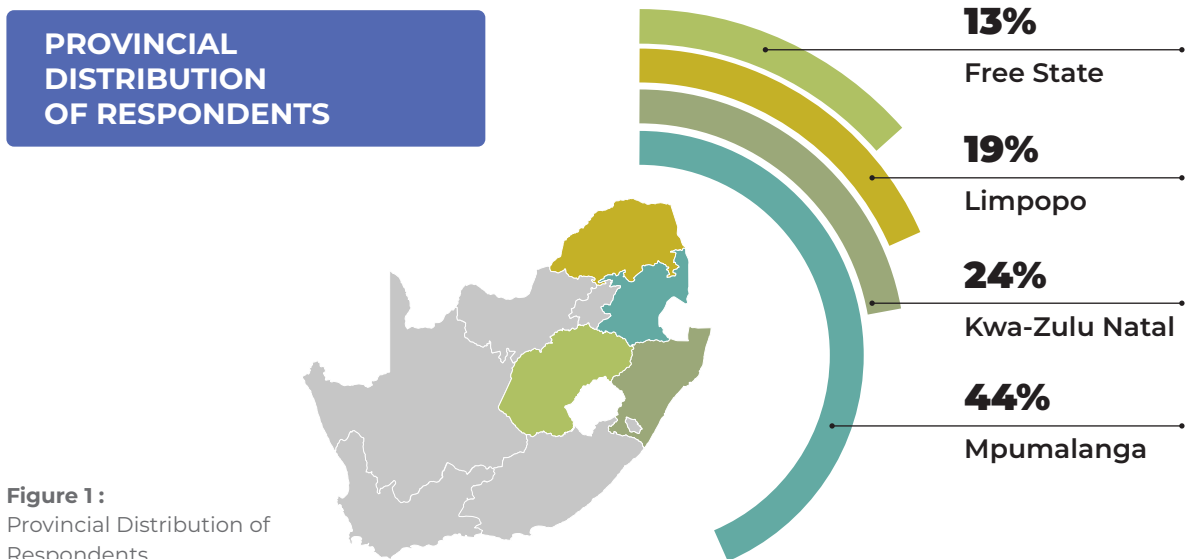 PROVINCIAL
DISTRIBUTION
OF RESPONDENTS
13%
Free State
19%
Limpopo
24%
Kwa-Zulu Natal
44%
Mpumalanga
Figure 1 :
Provincial Distribution of
Respondents